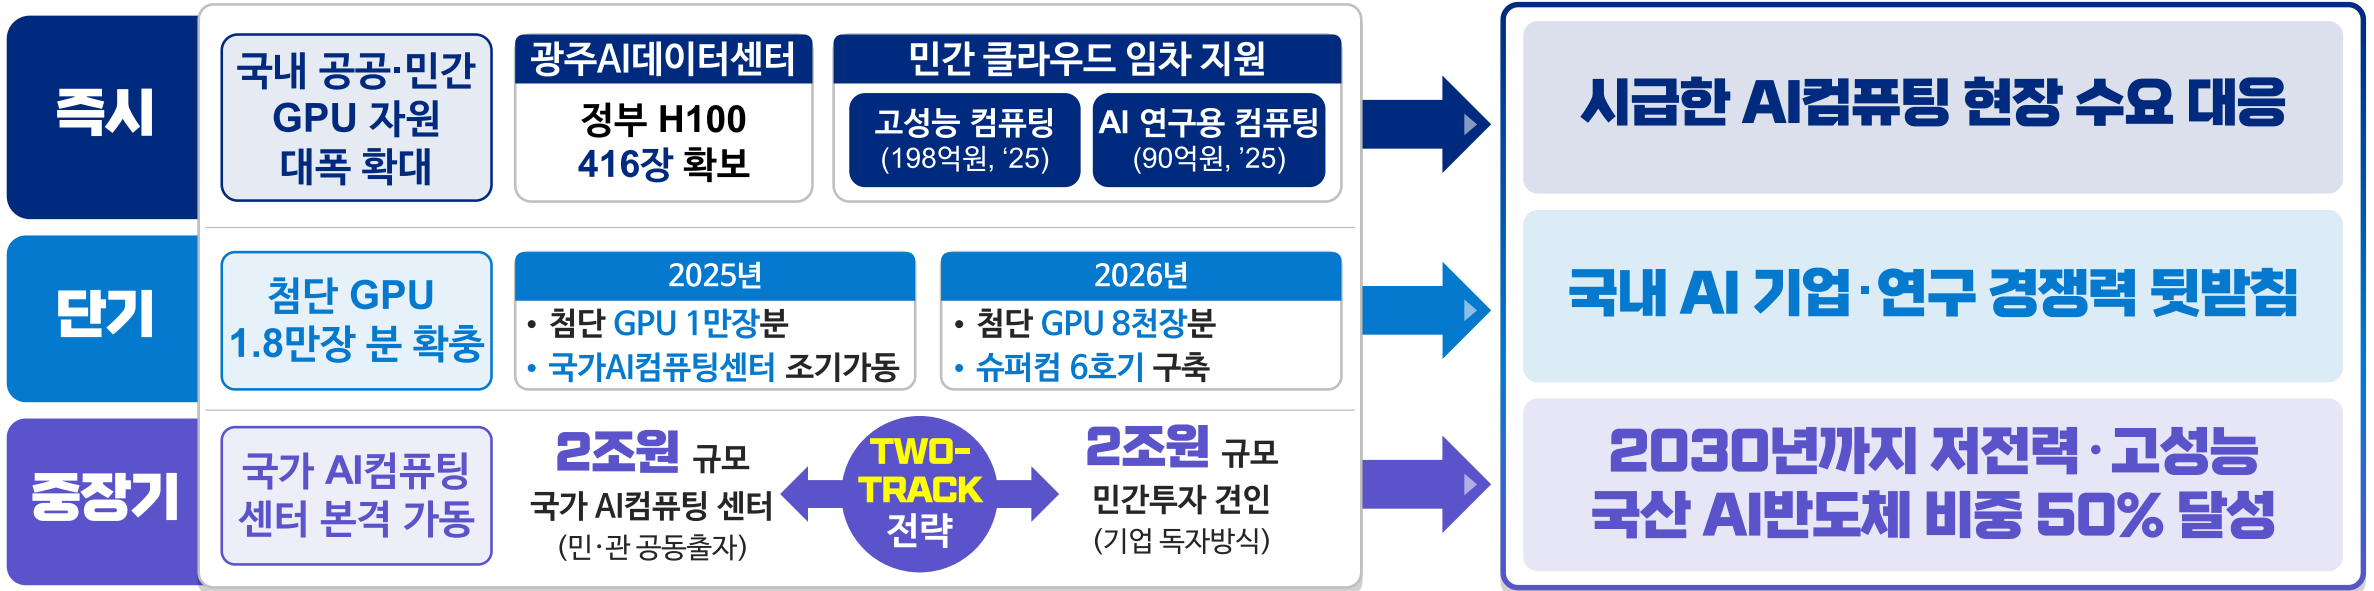 즉시
국내 공공·민간
GPU 자원
대폭 확대
광주AI데이터센터
정부 H100
416장 확보
민간 클라우드 임차 지원
고성능 컴퓨팅
(198억원, ‘25)
AI 연구용 컴퓨팅
(90억원, ’25)
시급한 AI컴퓨팅 현장 수요 대응
단기
첨단 GPU
1.8만장 분 확충
2025년
• 첨단 GPU 1만장분
• 국가AI컴퓨팅센터 조기가동
2026년
• 첨단 GPU 8천장분
• 슈퍼컴 6호기 구축
국내 AI 기업·연구 경쟁력 뒷받침
중장기
국가 AI컴퓨팅
센터 본격 가동
2조원 규모
국가 AI컴퓨팅 센터
(민·관 공동출자)
TWO-
TRACK
전략
2조원 규모
민간투자 견인
(기업 독자방식)
2030년까지 저전력·고성능
국산 AI반도체 비중 50% 달성